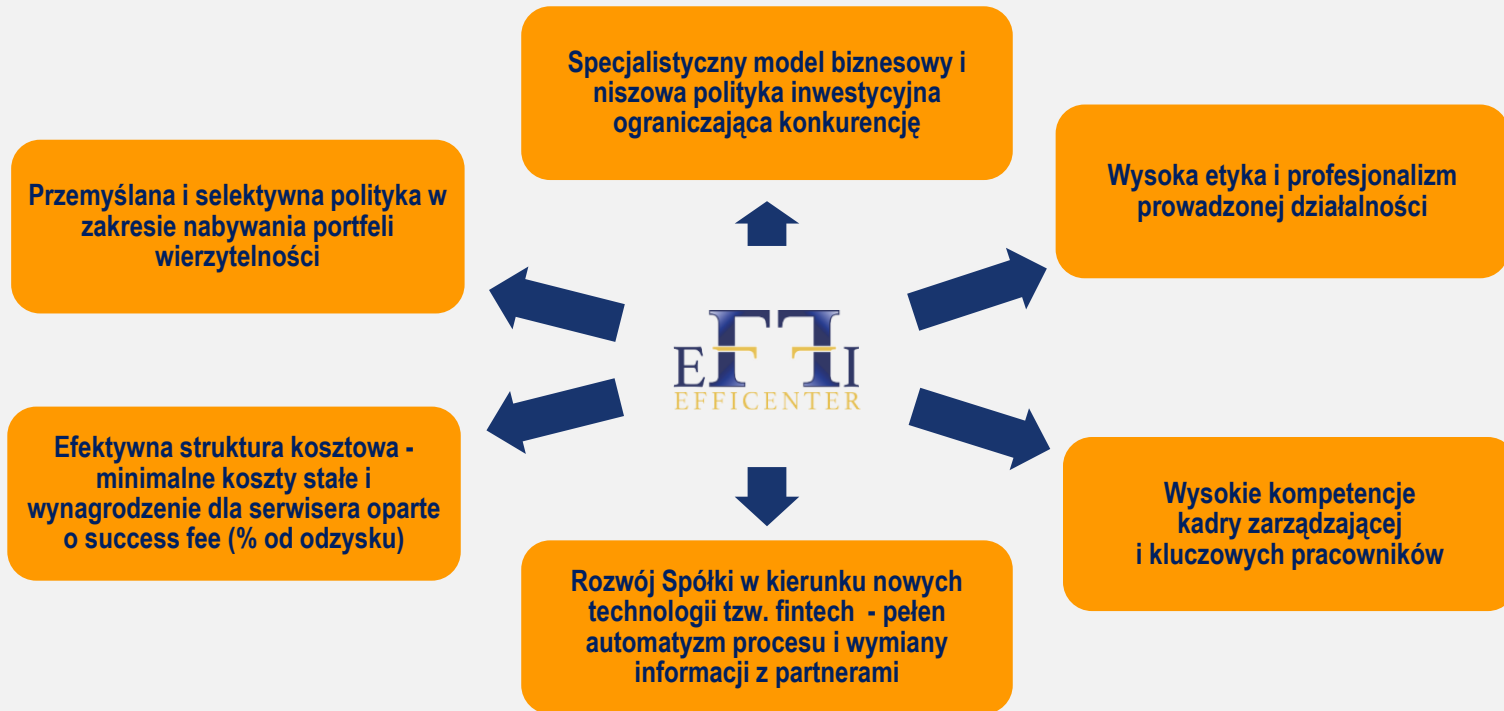 Specjalistyczny model biznesowy i
niszowa polityka inwestycyjna
ograniczająca konkurencję
Przemyślana i selektywna polityka w
zakresie nabywania portfeli
wierzytelności
Wysoka etyka i profesjonalizm
prowadzonej działalności
EFFI
EFFICENTER
Efektywna struktura kosztowa -
minimalne koszty stałe i
wynagrodzenie dla serwisera oparte
o success fee (% od odzysku)
Wysokie kompetencje
kadry zarządzającej
i kluczowych pracowników
Rozwój Spółki w kierunku nowych
technologii tzw. fintech  - pełen
automatyzm procesu i wymiany
informacji z partnerami